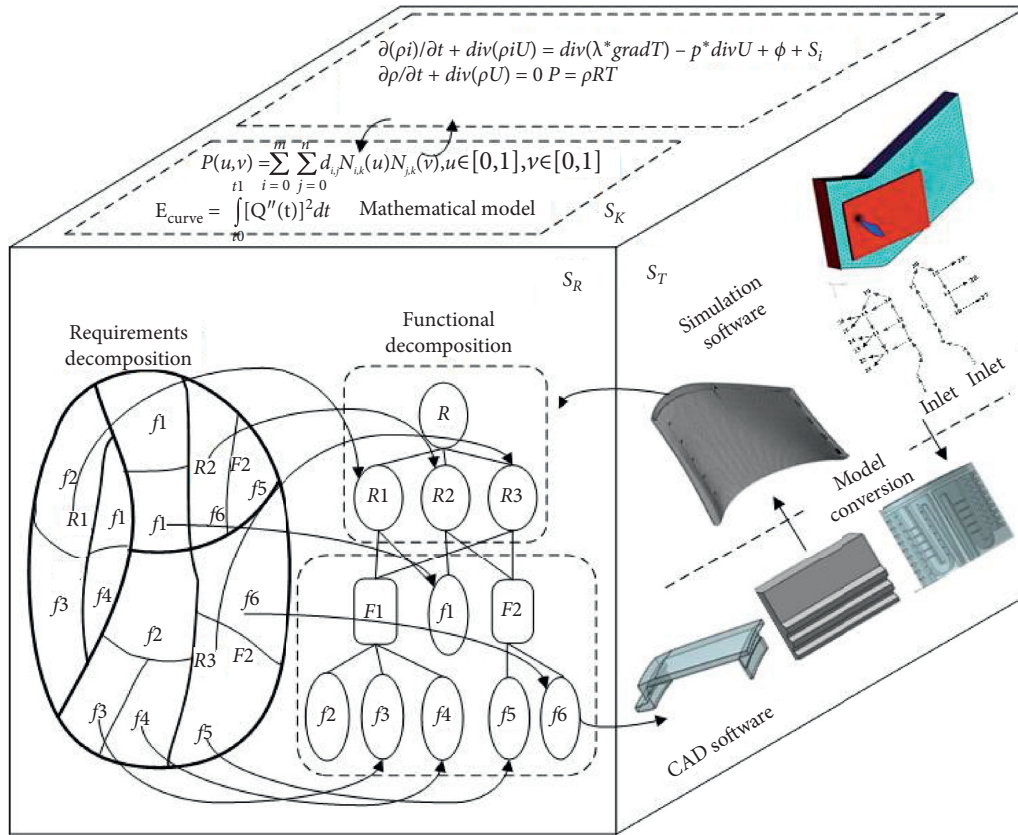 ∂(ρi)/∂t + div(ρiU) = div(λ*gradT) – p*divU + ϕ + S_i
∂ρ/∂t + div(ρU) = 0 P = ρRT
P(u,v) = ∑_{i = 0}^{m} ∑_{j = 0}^{n} d_{i,j}N_{i,k}(u)N_{j,k}(v), u∈[0,1], v∈[0,1]
E_curve = ∫_{t0}^{t1} [Q″(t)]² dt Mathematical model
S_K
S_R
S_T
Requirements
decomposition
Functional
decomposition
Simulation
software
Inlet
Inlet
Model
conversion
CAD software
f1
f2
R2
F2
f5
R1
f1
f1
f6
f3
f4
f2
f6
R3
F2
f3
f4
f5
R
R1
R2
R3
F1
f1
F2
f2
f3
f4
f5
f6